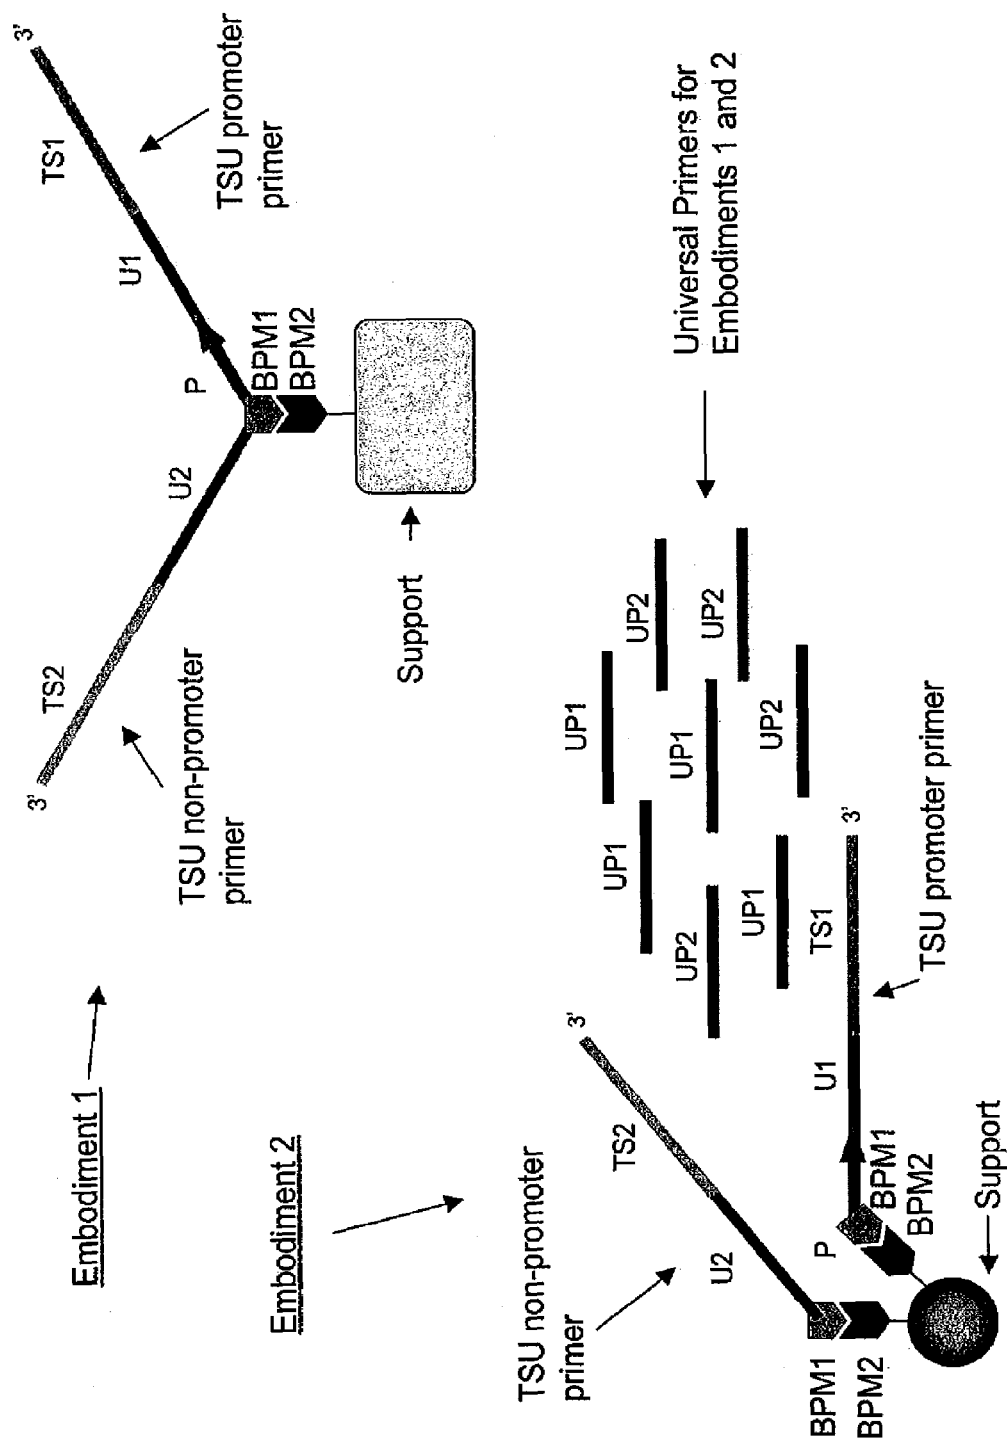 Embodiment 1
3'
TS2
U2
TSU non-promoter
primer
P
BPM1
BPM2
U1
TS1
3'
TSU promoter
primer
Support
Embodiment 2
TSU non-promoter
primer
3'
TS2
U2
BPM1
BPM2
P
BPM1
BPM2
U1
TS1
3'
TSU promoter primer
Support
UP1
UP2
UP1
UP1
UP2
UP2
UP1
UP2
Universal Primers for
Embodiments 1 and 2